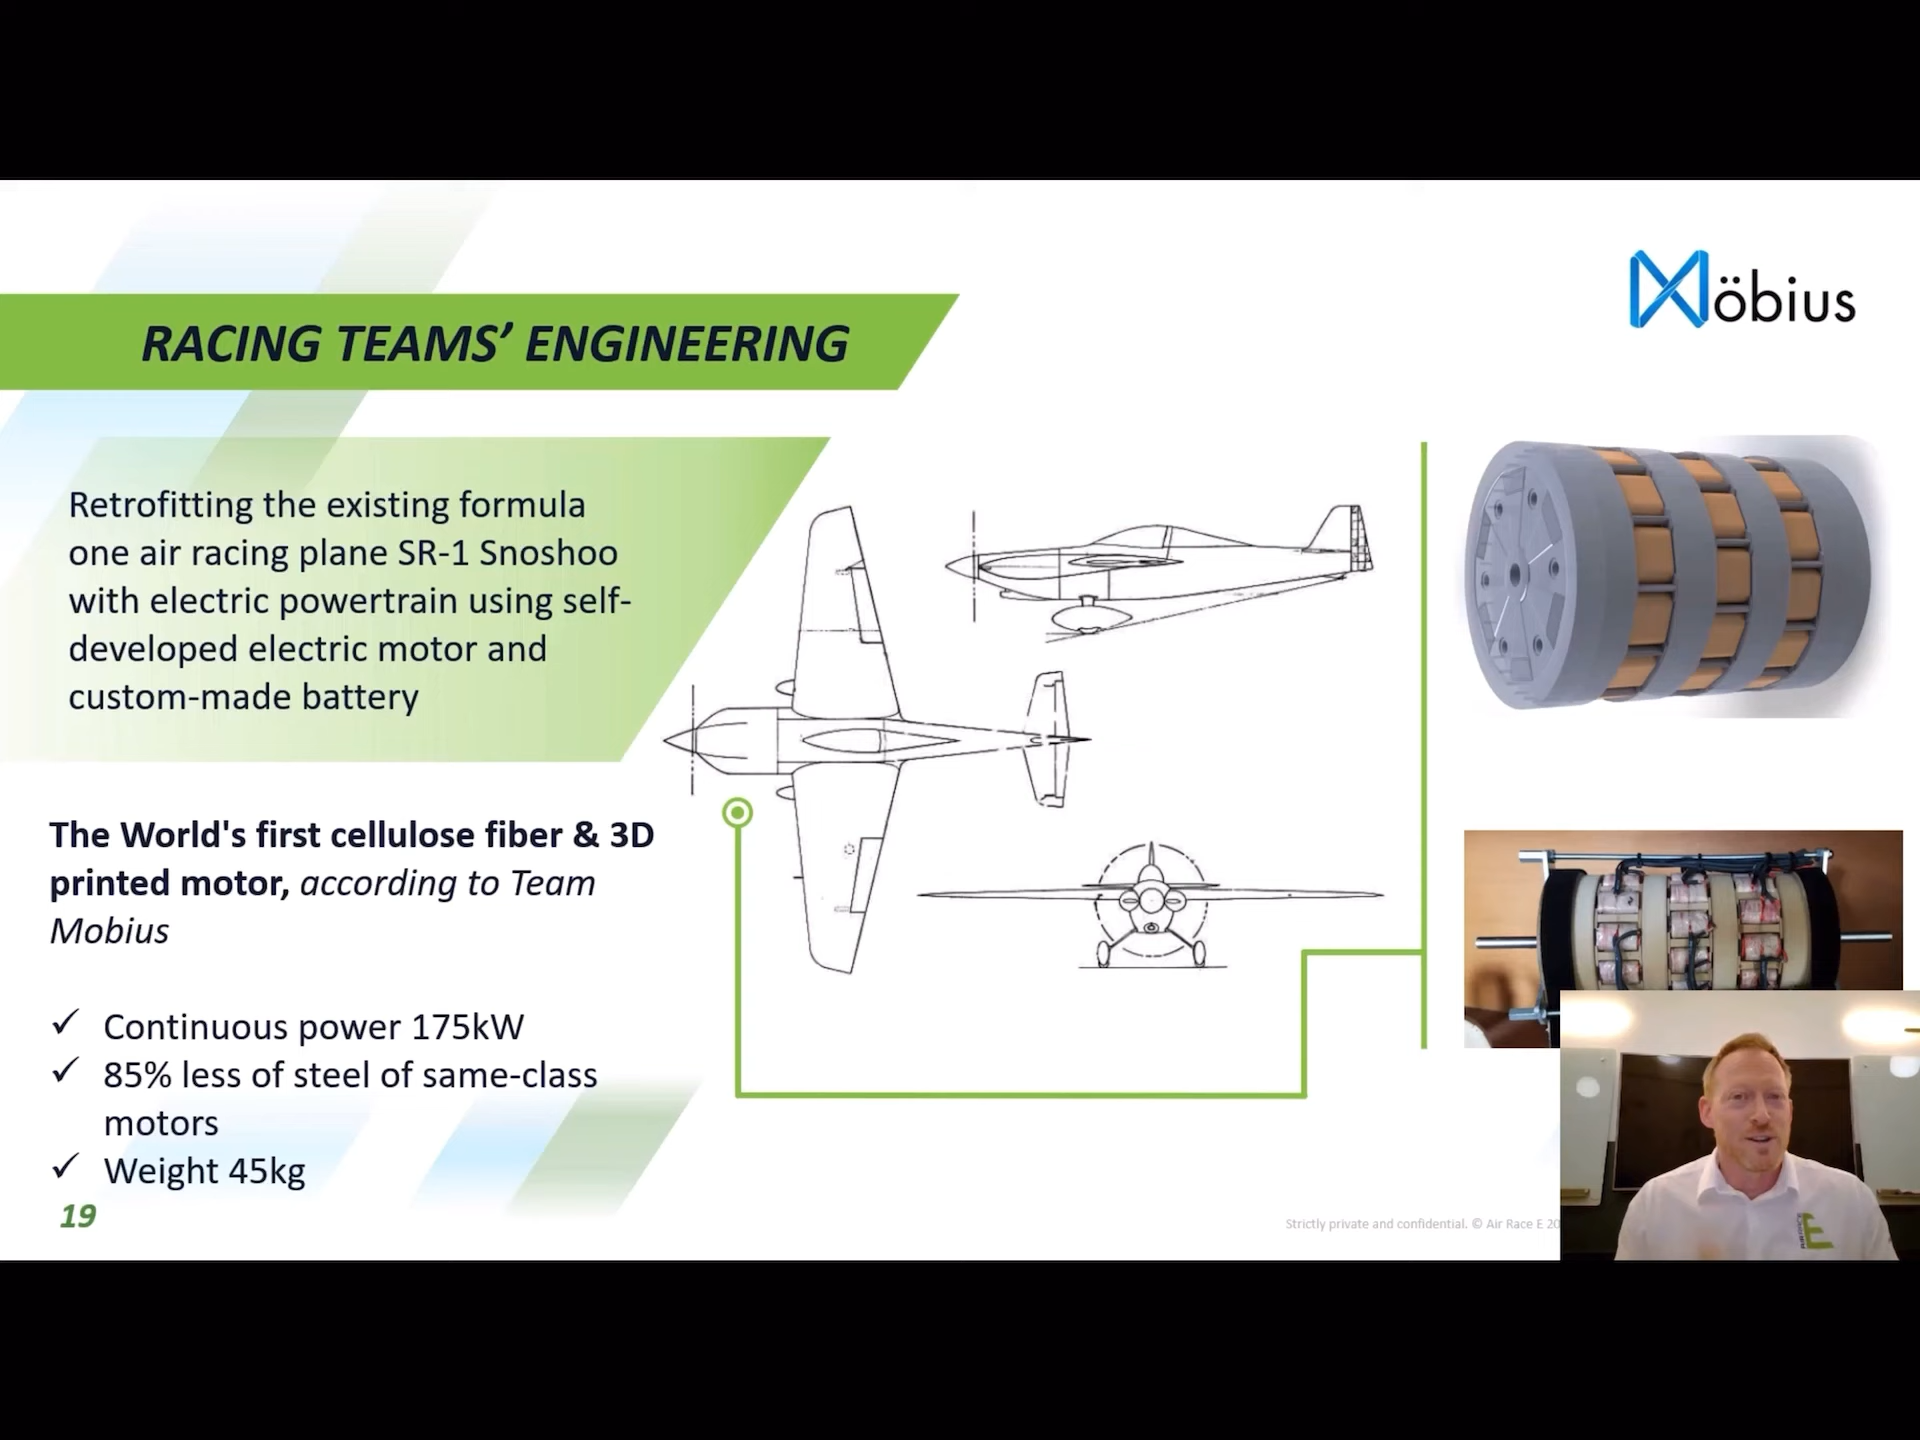 Möbius
RACING TEAMS’ ENGINEERING
Retrofitting the existing formula
one air racing plane SR-1 Snoshoo
with electric powertrain using self-
developed electric motor and
custom-made battery
The World's first cellulose fiber & 3D
printed motor, according to Team
Mobius
✓ Continuous power 175kW
✓ 85% less of steel of same-class
motors
✓ Weight 45kg
19
Strictly private and confidential. © Air Race E 20